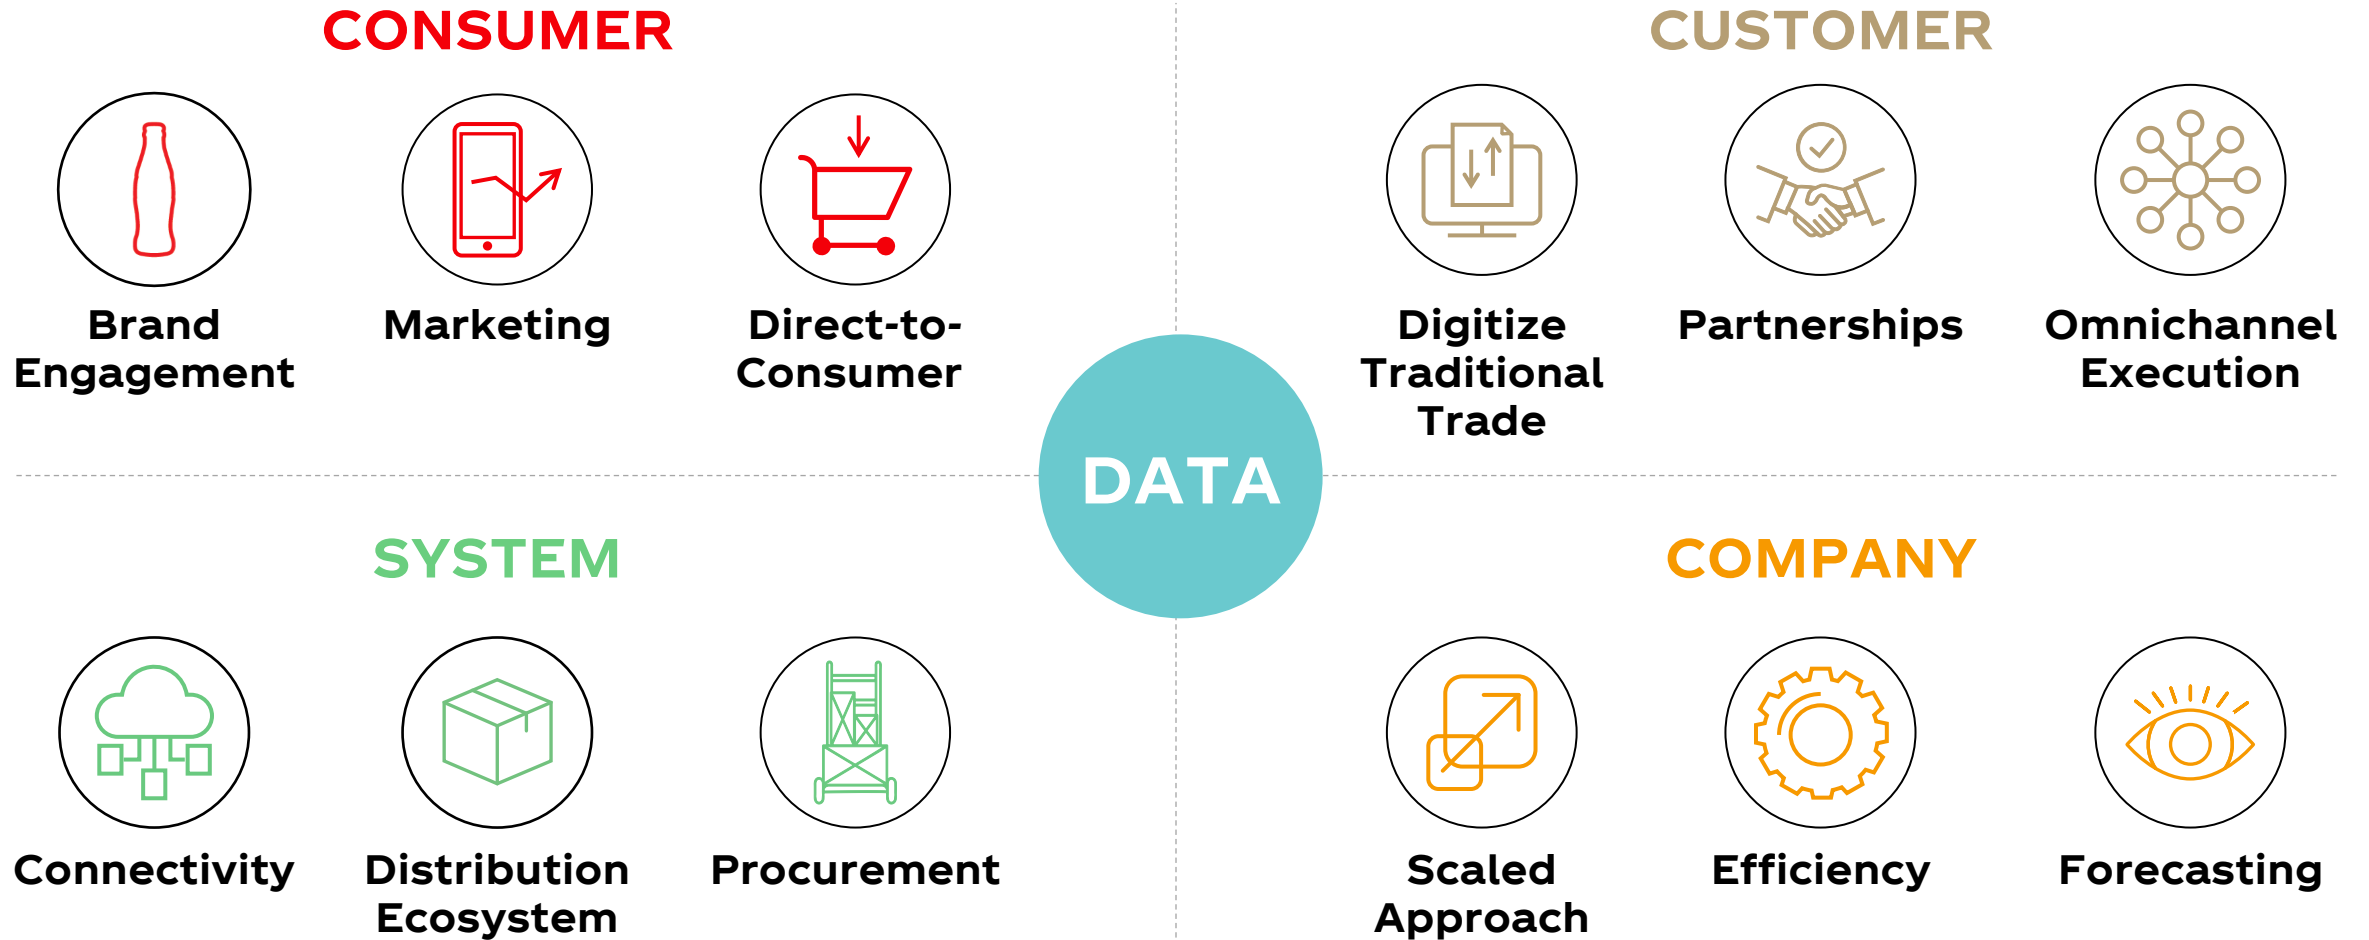 CONSUMER
Brand
Engagement
Marketing
Direct-to-
Consumer
CUSTOMER
Digitize
Traditional
Trade
Partnerships
Omnichannel
Execution
DATA
SYSTEM
Connectivity
Distribution
Ecosystem
Procurement
COMPANY
Scaled
Approach
Efficiency
Forecasting